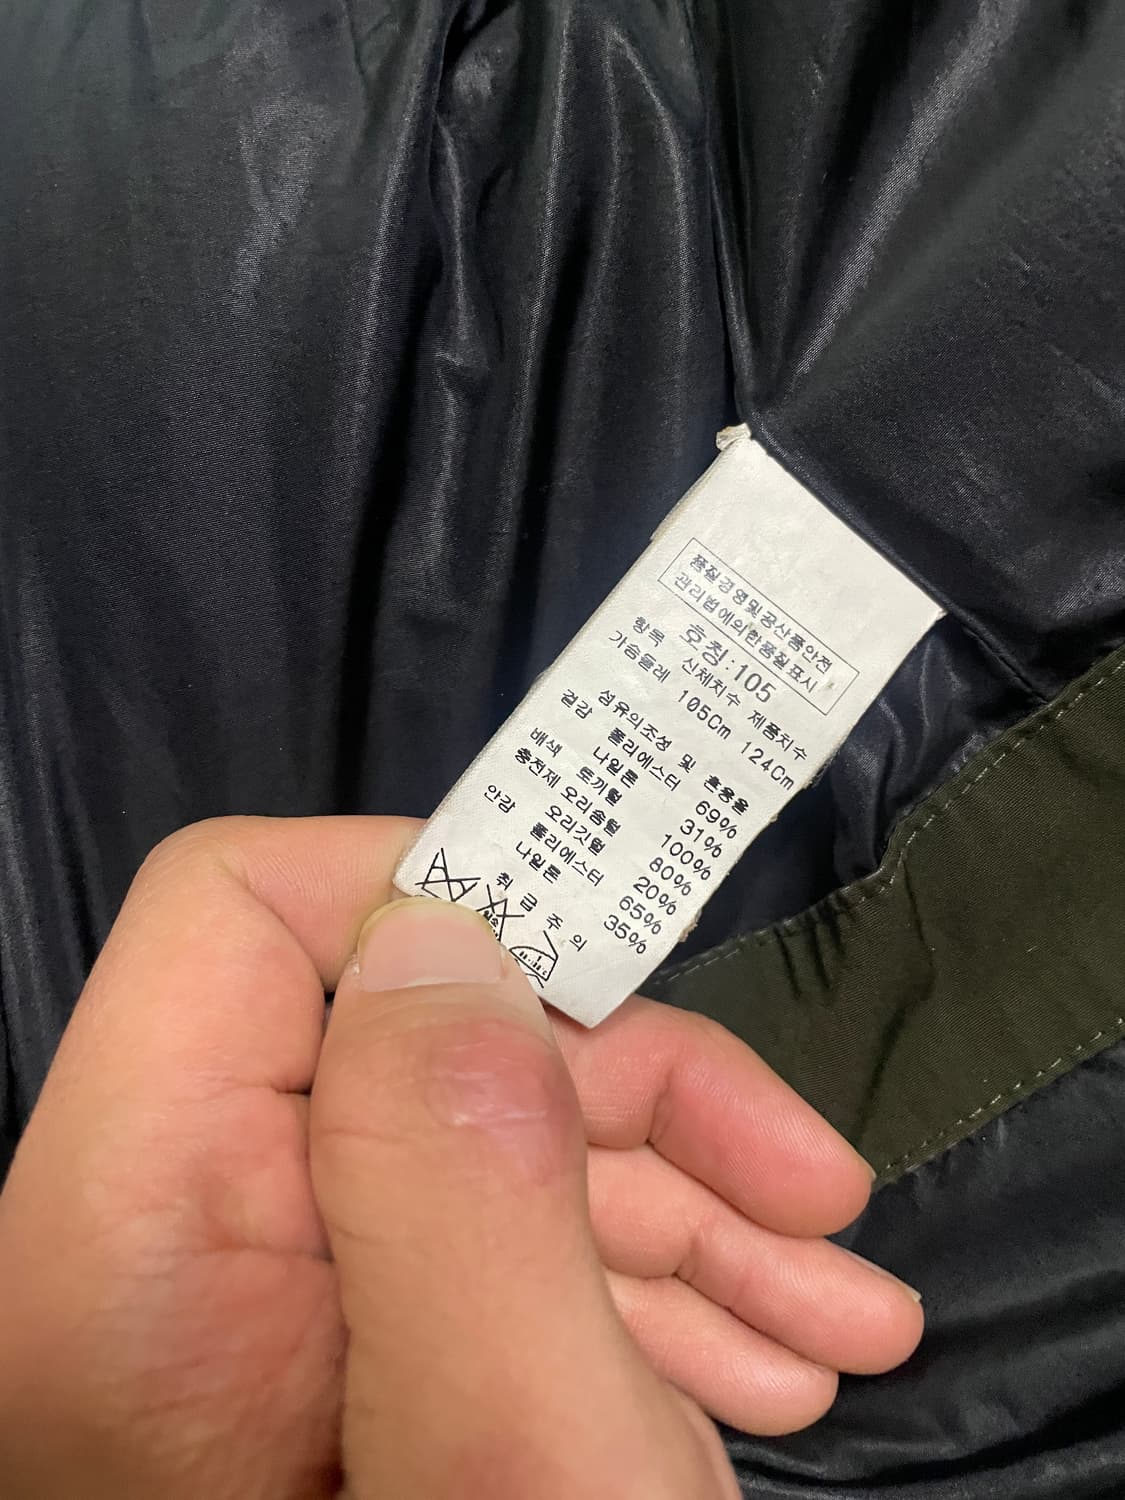 품질경영및공산품안전
관리법에의한품질표시
호칭:105
항목 신체치수 제품치수
가슴둘레 105Cm 124Cm
섬유의조성 및 혼용율
겉감 폴리에스터 69%
나일론 31%
배색 토끼털 100%
충전제 오리솜털 80%
오리깃털 20%
안감 폴리에스터 65%
나일론 35%
취 급 주 의